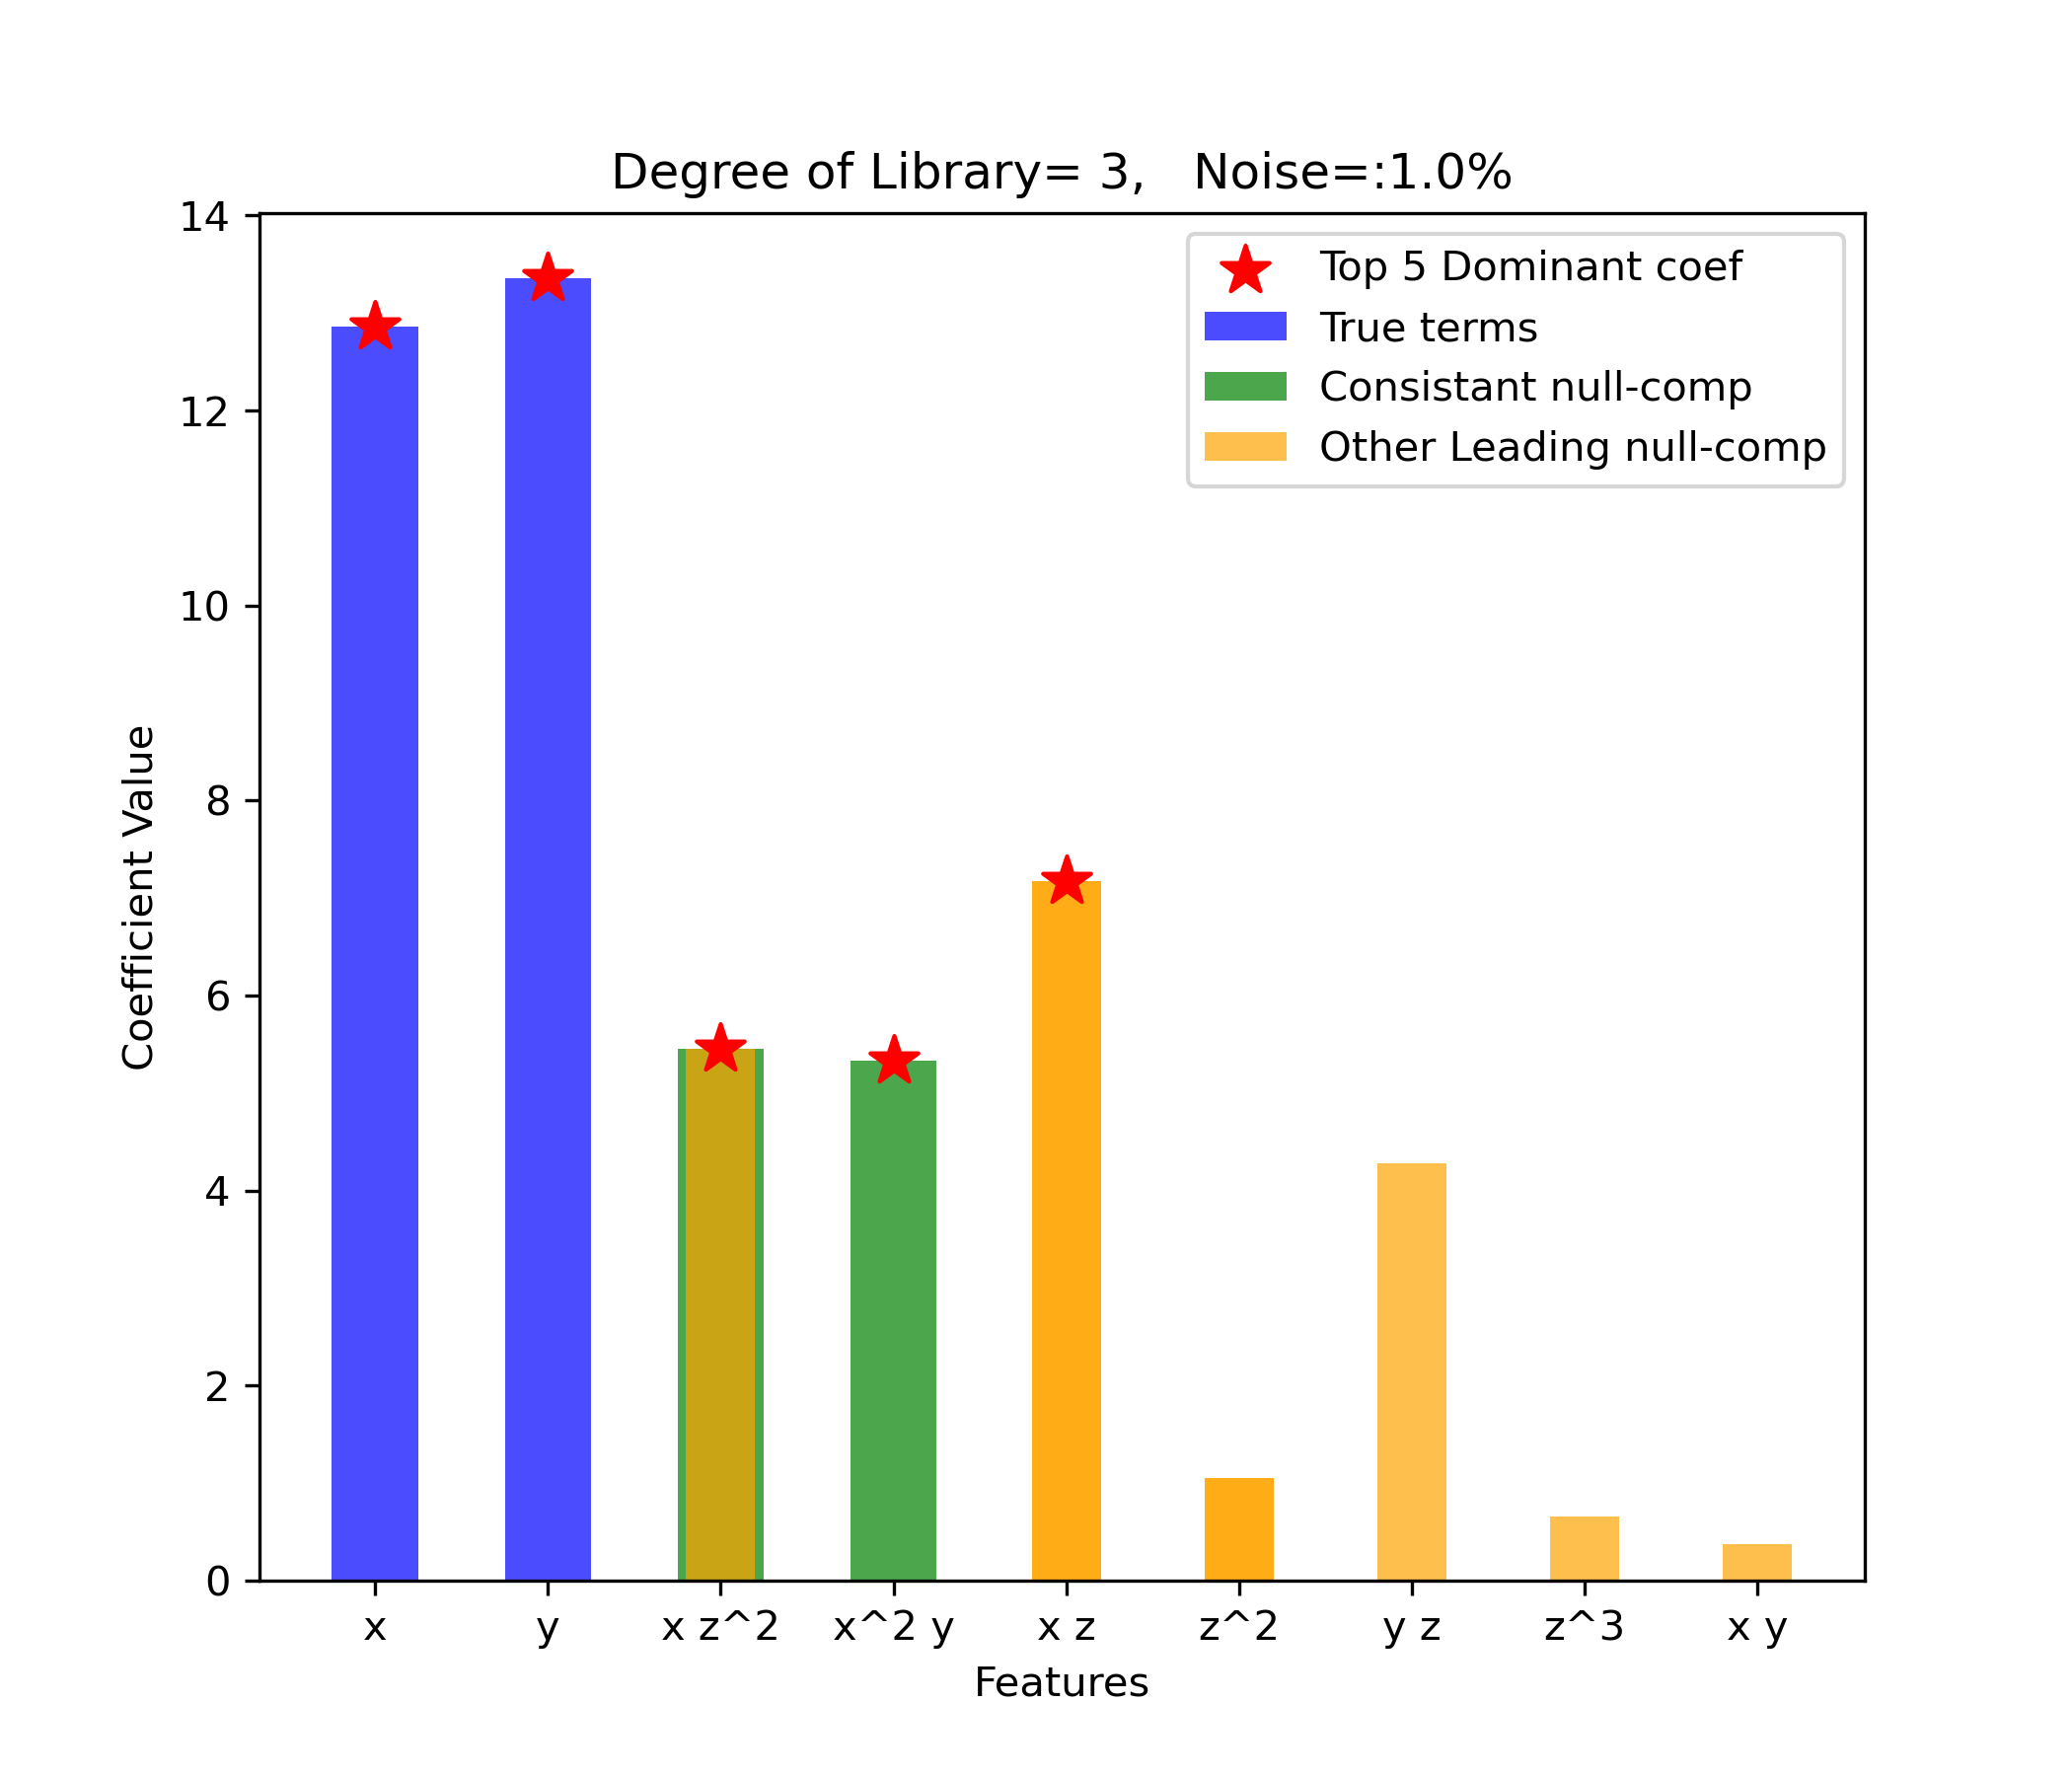 Degree of Library= 3,   Noise=:1.0%
Top 5 Dominant coef
True terms
Consistant null-comp
Other Leading null-comp
14
12
10
8
6
4
2
0
Coefficient Value
x y x z^2 x^2 y x z z^2 y z z^3 x y
Features